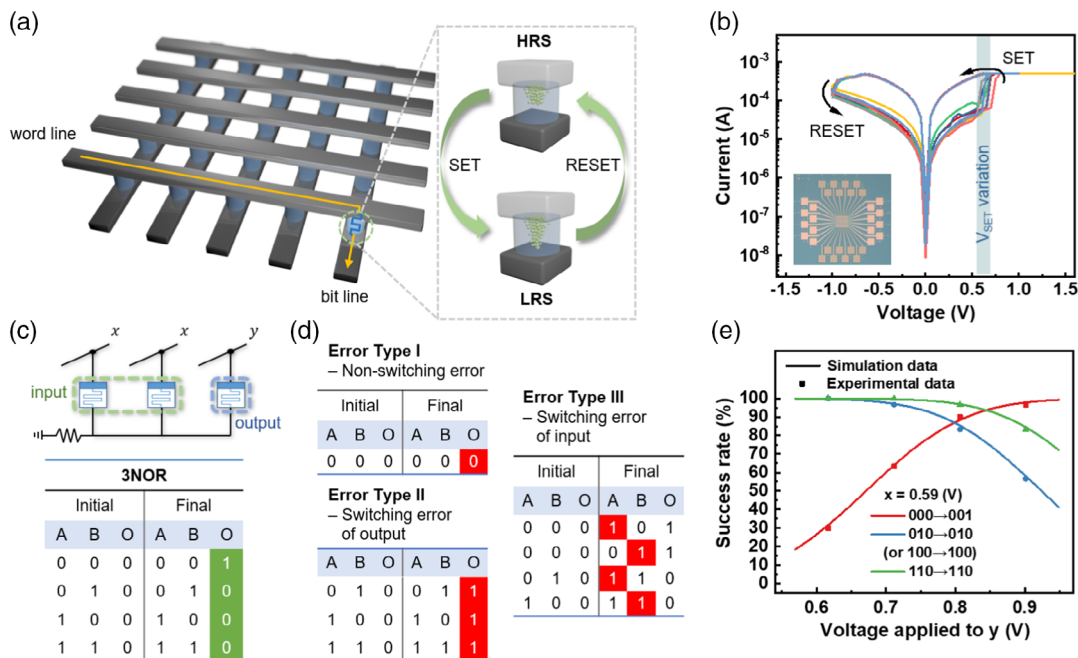 (a)
HRS
word line
SET
RESET
bit line
LRS
(b)
10⁻³
10⁻⁴
10⁻⁵
10⁻⁶
10⁻⁷
10⁻⁸
Current (A)
SET
RESET
V_SET variation
-1.5 -1.0 -0.5 0.0 0.5 1.0 1.5
Voltage (V)
(c)
x x y
input
output
3NOR
Initial Final
A B O A B O
0 0 0 0 0 1
0 1 0 0 1 0
1 0 0 1 0 0
1 1 0 1 1 0
(d)
Error Type I
– Non-switching error
Initial Final
A B O A B O
0 0 0 0 0 0
Error Type II
– Switching error
of output
Initial Final
A B O A B O
0 1 0 0 1 1
1 0 0 1 0 1
1 1 0 1 1 1
Error Type III
– Switching error
of input
Initial Final
A B O A B O
0 0 0 1 0 1
0 0 0 0 1 1
0 1 0 1 1 0
1 0 0 1 1 0
(e)
Simulation data
Experimental data
100
90
80
70
60
50
40
30
20
10
0
Success rate (%)
x = 0.59 (V)
000→001
010→010
(or 100→100)
110→110
0.6 0.7 0.8 0.9
Voltage applied to y (V)